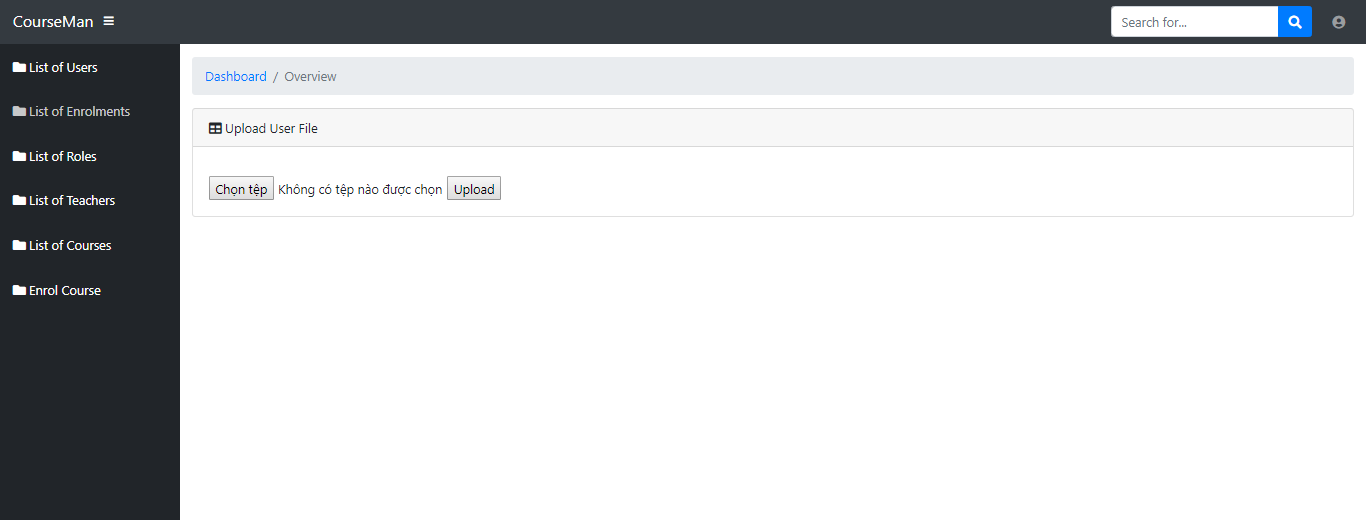 CourseMan
Search for...
List of Users
List of Enrolments
List of Roles
List of Teachers
List of Courses
Enrol Course
Dashboard / Overview
Upload User File
Chọn tệp Không có tệp nào được chọn Upload